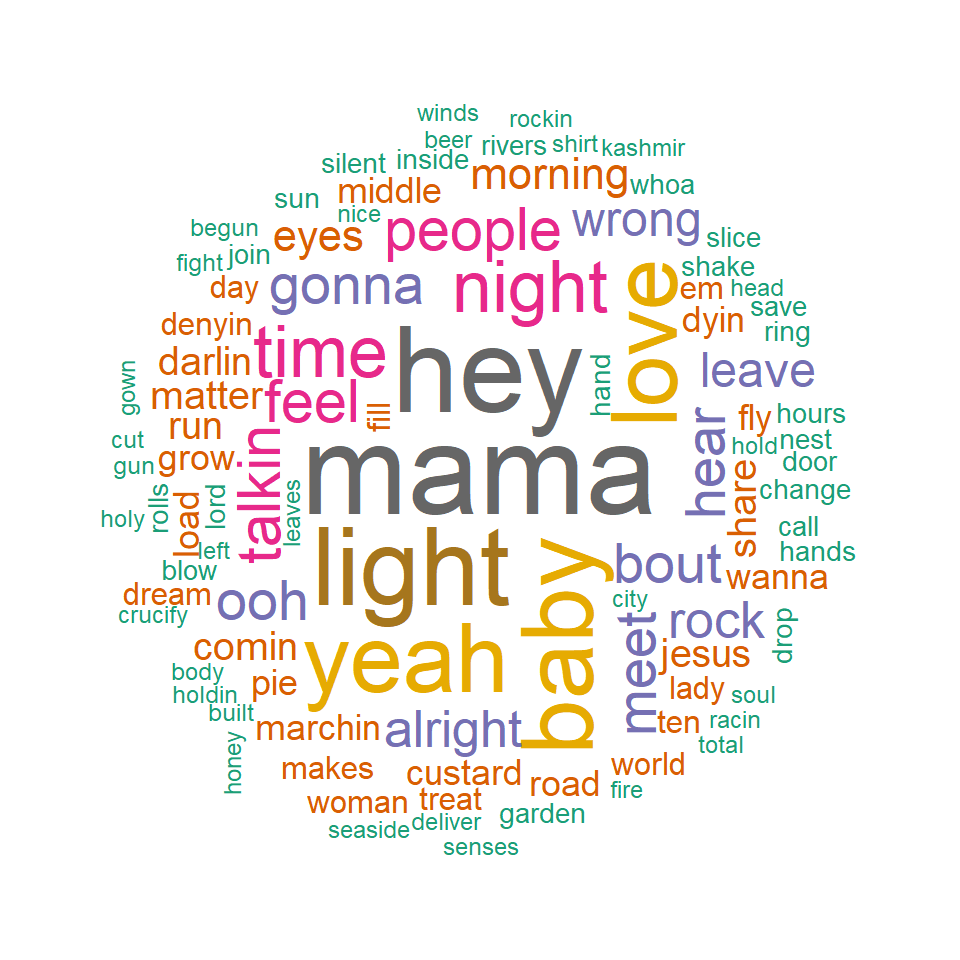 winds
rockin
beer
rivers
shirt
kashmir
silent
inside
morning
whoa
sun
middle
nice
begun
eyes
people
wrong
slice
fight
join
gonna
night
shake
day
em
head
love
save
denyin
time
hey
dyin
ring
darlin
leave
gown
matter
feel
fill
hand
run
fly
hours
cut
hear
hold
nest
gun
grow
talkin
mama
share
door
holy
rolls
load
lord
leaves
change
left
light
call
blow
bout
hands
dream
ooh
baby
wanna
crucify
city
rock
drop
comin
yeah
meet
jesus
body
pie
holdin
lady
soul
built
marchin
alright
ten
racin
total
honey
makes
custard
road
world
woman
treat
fire
seaside
deliver
garden
senses